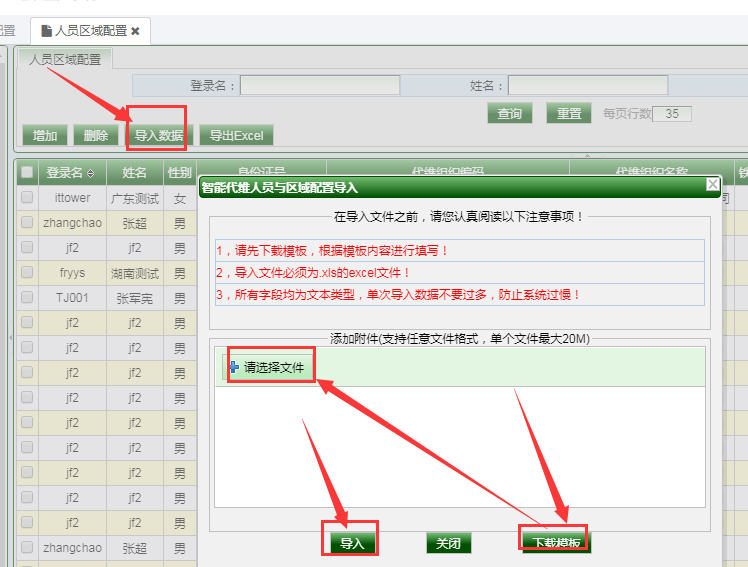 配置
人员区域配置
人员区域配置
登录名： 姓名：
查询 重置 每页行数 35
增加 删除 导入数据 导出Excel
登录名 姓名 性别 身份证号 代维组织编码 代维组织名称
智能代维人员与区域配置导入
ittower 广东测试 女 司
在导入文件之前，请您认真阅读以下注意事项！
zhangchao 张超 男
jf2 jf2 男
1，请先下载模板，根据模板内容进行填写！
fryys 湖南测试 男
2，导入文件必须为.xls的excel文件！
TJ001 张军宪 男
3，所有字段均为文本类型，单次导入数据不要过多，防止系统过慢！
jf2 jf2 男
添加附件(支持任意文件格式，单个文件最大20M)
jf2 jf2 男
请选择文件
jf2 jf2 男
jf2 jf2 男
jf2 jf2 男
jf2 jf2 男
jf2 jf2 男
jf2 jf2 男
jf2 jf2 男
zhangchao 张超 男
导入 关闭 下载模板